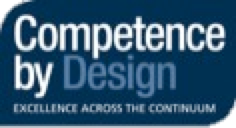 Competence
by Design
EXCELLENCE ACROSS THE CONTINUUM